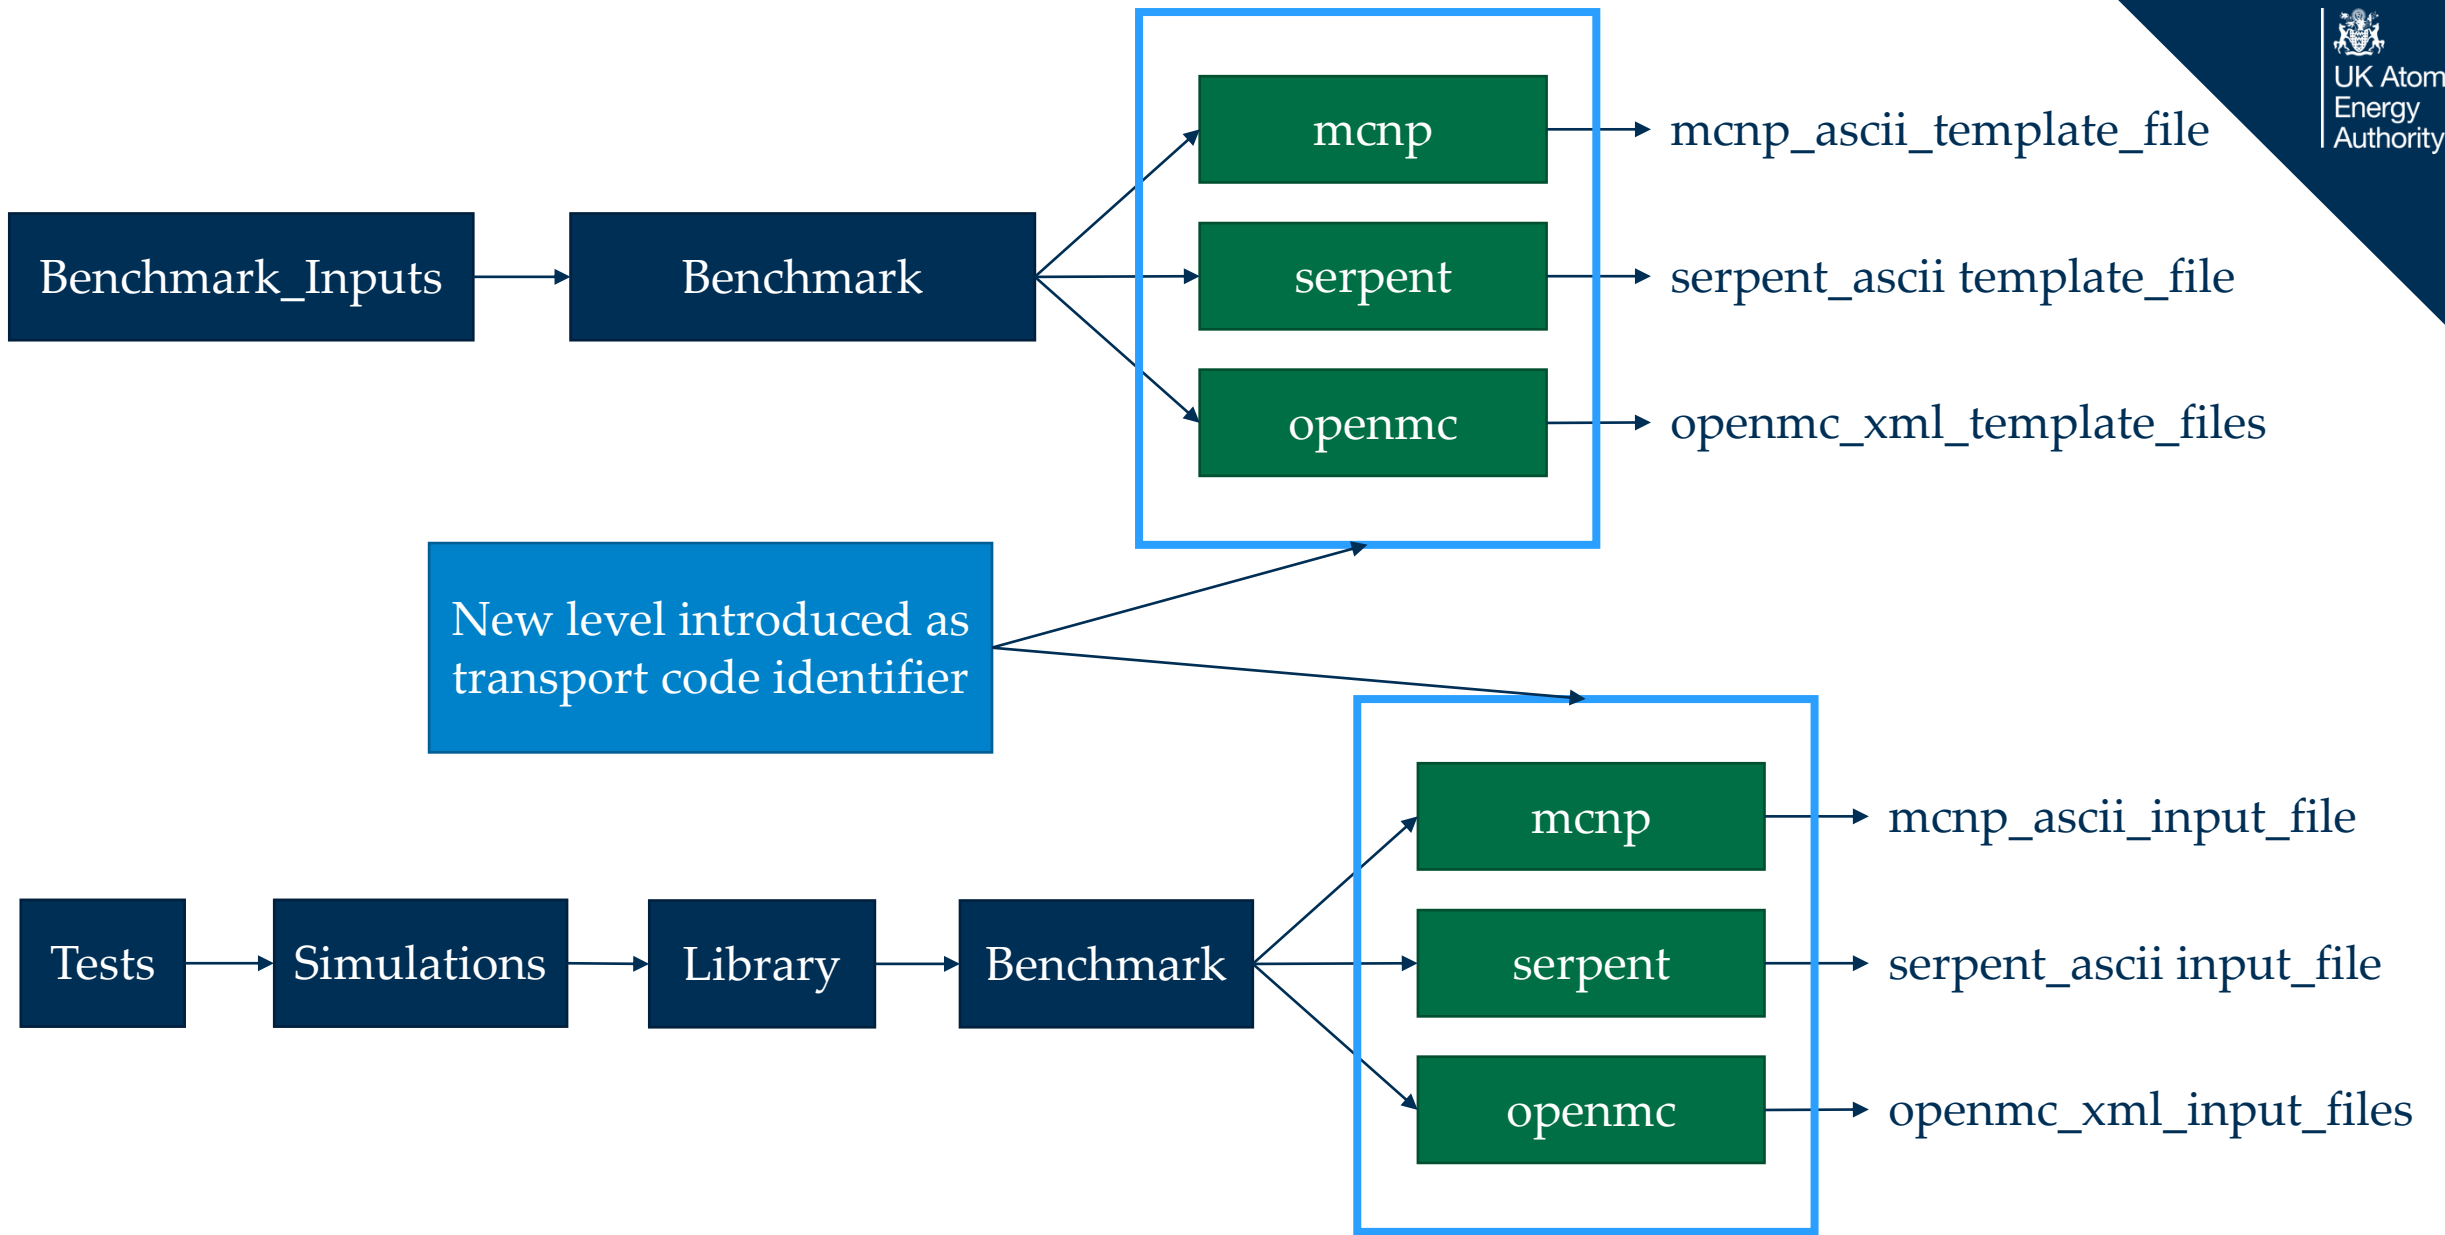 UK Atom
Energy
Authority
mcnp
mcnp_ascii_template_file
Benchmark_Inputs
Benchmark
serpent
serpent_ascii template_file
openmc
openmc_xml_template_files
New level introduced as
transport code identifier
mcnp
mcnp_ascii_input_file
Tests
Simulations
Library
Benchmark
serpent
serpent_ascii input_file
openmc
openmc_xml_input_files